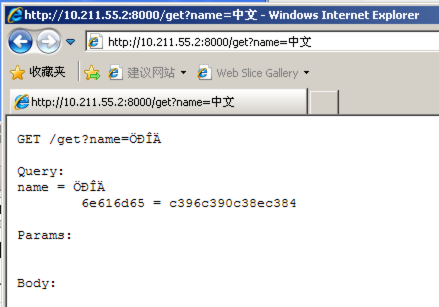 http://10.211.55.2:8000/get?name=中文 - Windows Internet Explorer
http://10.211.55.2:8000/get?name=中文
收藏夹 建议网站 Web Slice Gallery
http://10.211.55.2:8000/get?name=中文
GET /get?name=ÖÐÎÄ
Query:
name = ÖÐÎÄ
6e616d65 = c396c390c38ec384
Params:
Body: